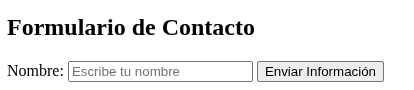 Formulario de Contacto
Nombre: Escribe tu nombre Enviar Información